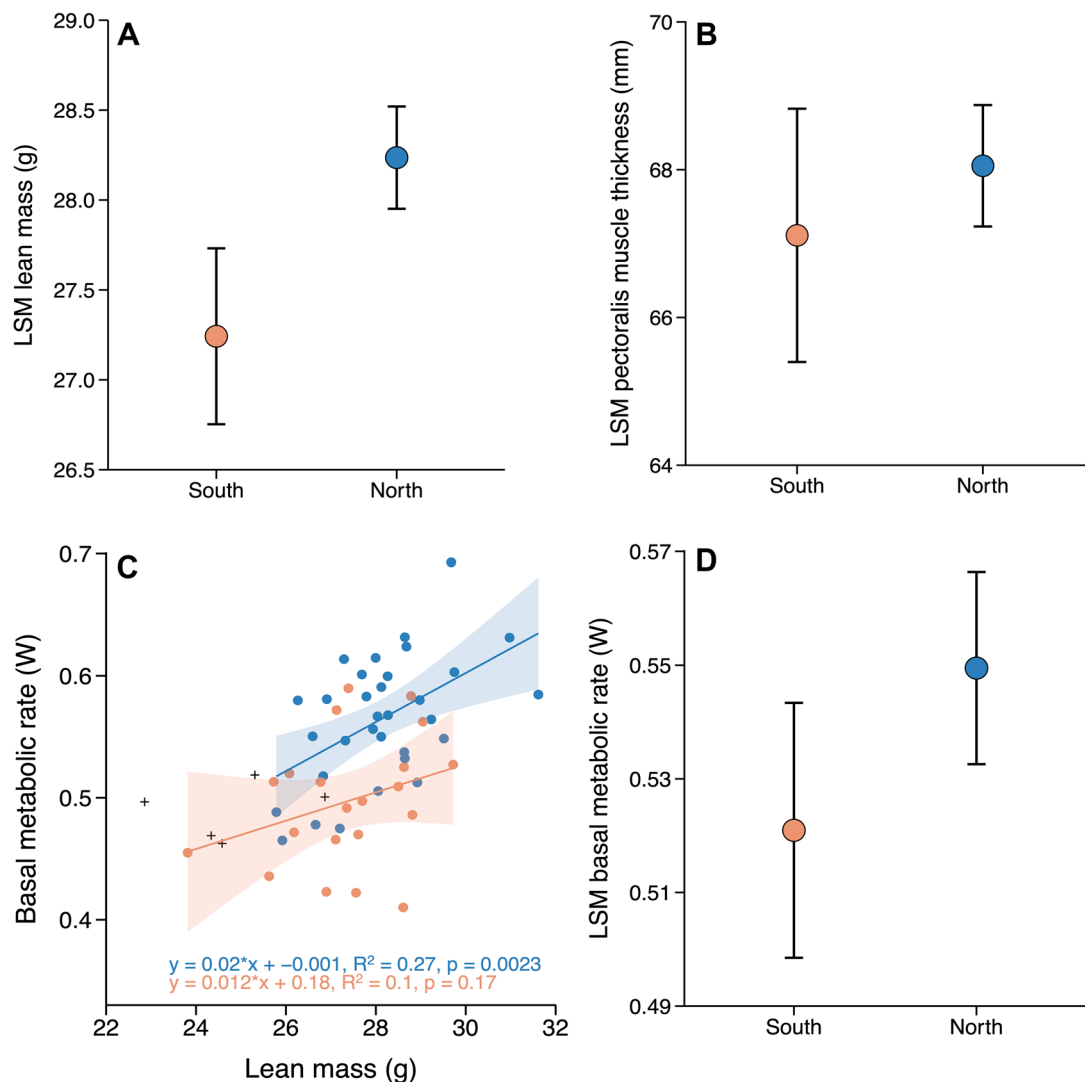 A
LSM lean mass (g)
29.0
28.5
28.0
27.5
27.0
26.5
South North
B
LSM pectoralis muscle thickness (mm)
70
68
66
64
South North
C
Basal metabolic rate (W)
0.7
0.6
0.5
0.4
y = 0.02*x + −0.001, R² = 0.27, p = 0.0023
y = 0.012*x + 0.18, R² = 0.1, p = 0.17
22 24 26 28 30 32
Lean mass (g)
D
LSM basal metabolic rate (W)
0.57
0.55
0.53
0.51
0.49
South North